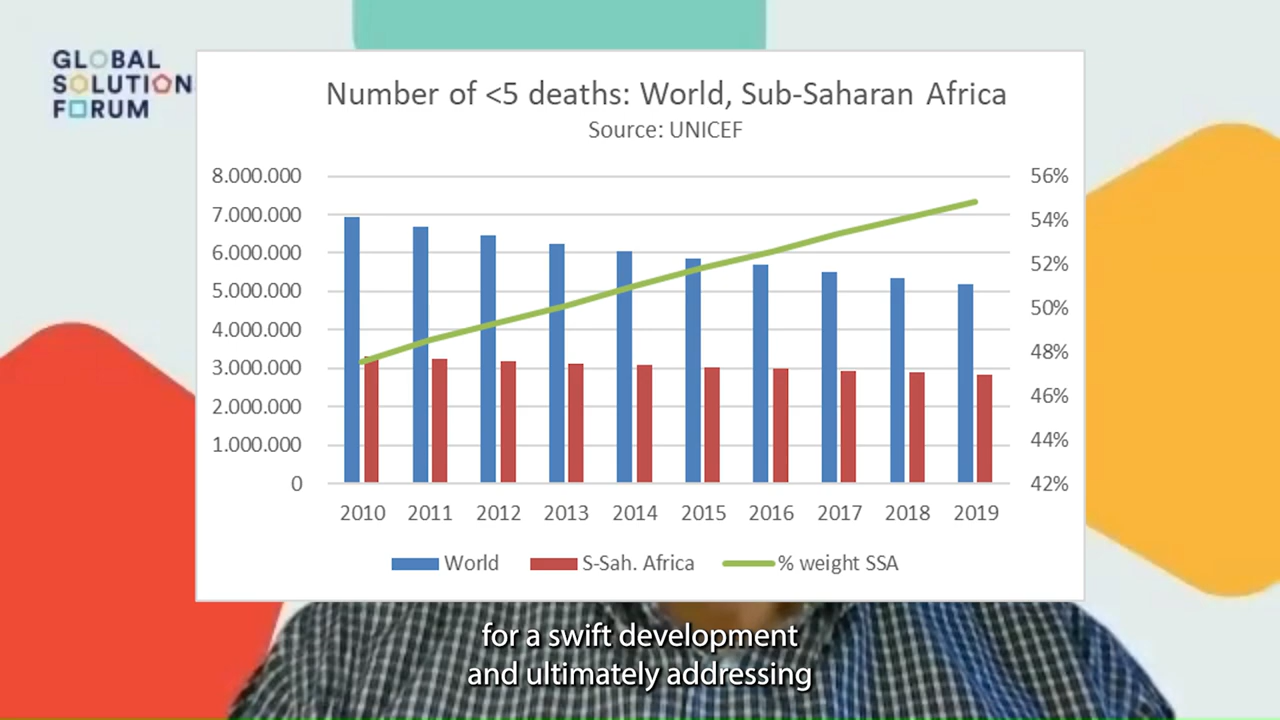 GLOBAL
SOLUTION
FORUM
Number of <5 deaths: World, Sub-Saharan Africa
Source: UNICEF
8.000.000
7.000.000
6.000.000
5.000.000
4.000.000
3.000.000
2.000.000
1.000.000
0
56%
54%
52%
50%
48%
46%
44%
42%
2010 2011 2012 2013 2014 2015 2016 2017 2018 2019
World S-Sah. Africa % weight SSA
for a swift development
and ultimately addressing